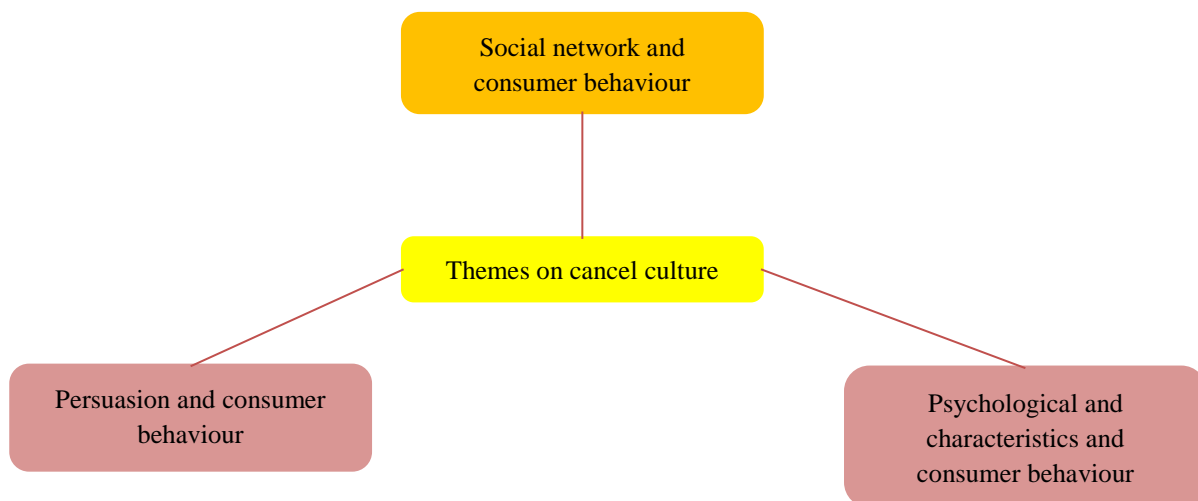 Social network and
consumer behaviour
Themes on cancel culture
Persuasion and consumer
behaviour
Psychological and
characteristics and
consumer behaviour